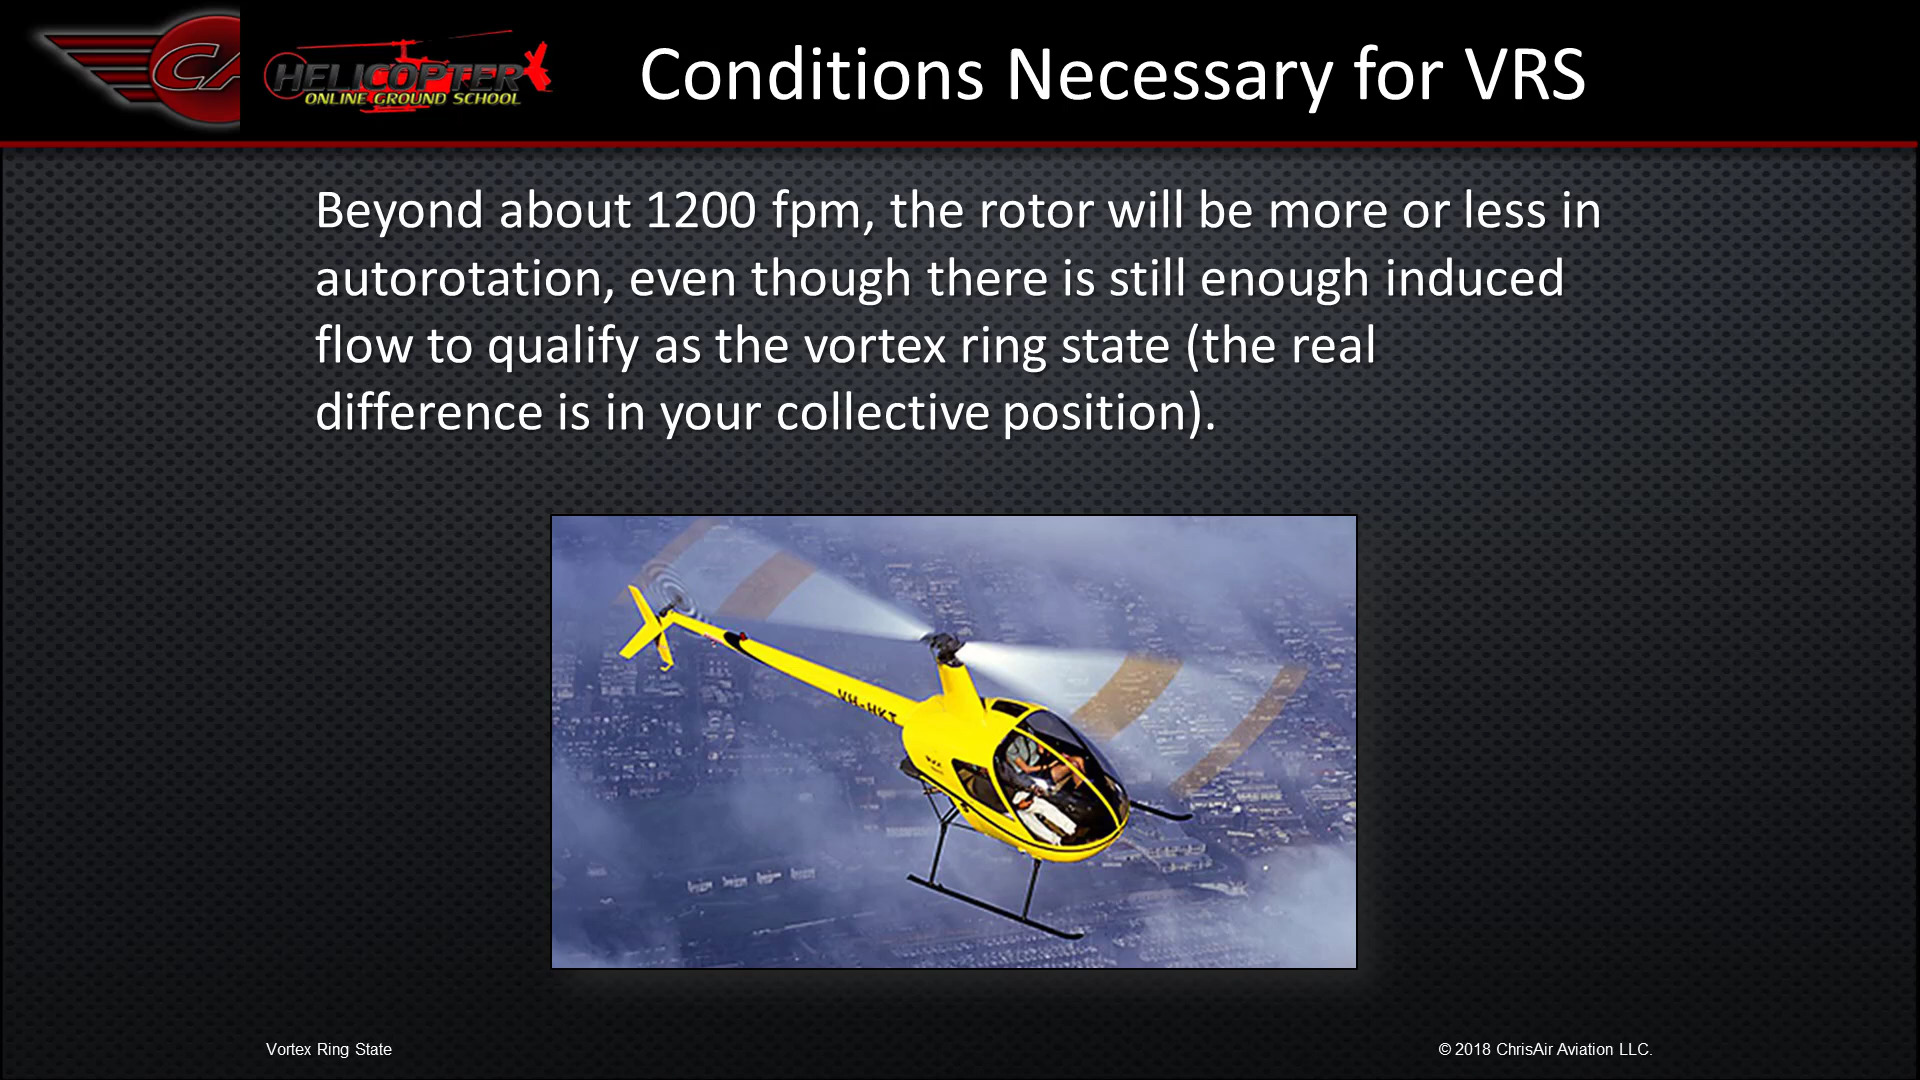 CA
HELICOPTER
ONLINE GROUND SCHOOL
Conditions Necessary for VRS
Beyond about 1200 fpm, the rotor will be more or less in
autorotation, even though there is still enough induced
flow to qualify as the vortex ring state (the real
difference is in your collective position).
VH-HKT
Vortex Ring State
© 2018 ChrisAir Aviation LLC.